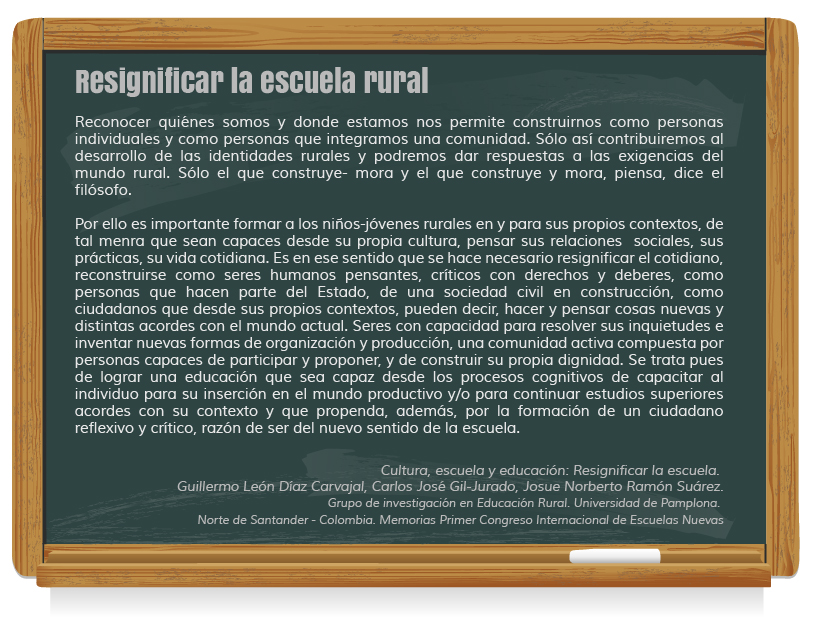 Resignificar la escuela rural
Reconocer quiénes somos y donde estamos nos permite construirnos como personas
individuales y como personas que integramos una comunidad. Sólo así contribuiremos al
desarrollo de las identidades rurales y podremos dar respuestas a las exigencias del
mundo rural. Sólo el que construye- mora y el que construye y mora, piensa, dice el
filósofo.
Por ello es importante formar a los niños-jóvenes rurales en y para sus propios contextos, de
tal menra que sean capaces desde su propia cultura, pensar sus relaciones sociales, sus
prácticas, su vida cotidiana. Es en ese sentido que se hace necesario resignificar el cotidiano,
reconstruirse como seres humanos pensantes, críticos con derechos y deberes, como
personas que hacen parte del Estado, de una sociedad civil en construcción, como
ciudadanos que desde sus propios contextos, pueden decir, hacer y pensar cosas nuevas y
distintas acordes con el mundo actual. Seres con capacidad para resolver sus inquietudes e
inventar nuevas formas de organización y producción, una comunidad activa compuesta por
personas capaces de participar y proponer, y de construir su propia dignidad. Se trata pues
de lograr una educación que sea capaz desde los procesos cognitivos de capacitar al
individuo para su inserción en el mundo productivo y/o para continuar estudios superiores
acordes con su contexto y que propenda, además, por la formación de un ciudadano
reflexivo y crítico, razón de ser del nuevo sentido de la escuela.
Cultura, escuela y educación: Resignificar la escuela.
Guillermo León Díaz Carvajal, Carlos José Gil-Jurado, Josue Norberto Ramón Suárez.
Grupo de investigación en Educación Rural. Universidad de Pamplona.
Norte de Santander - Colombia. Memorias Primer Congreso Internacional de Escuelas Nuevas